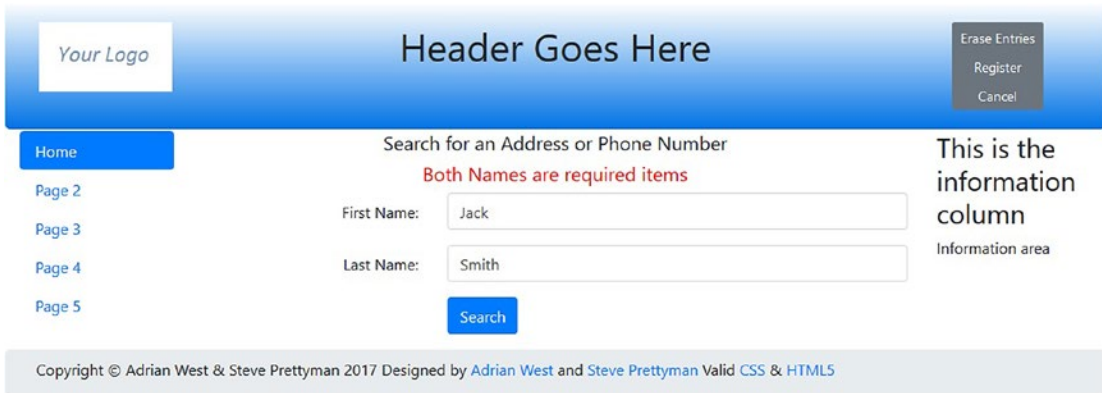 Your Logo
Header Goes Here
Erase Entries
Register
Cancel
Home
Page 2
Page 3
Page 4
Page 5
Search for an Address or Phone Number
Both Names are required items
First Name: Jack
Last Name: Smith
Search
This is the
information
column
Information area
Copyright © Adrian West & Steve Prettyman 2017 Designed by Adrian West and Steve Prettyman Valid CSS & HTML5